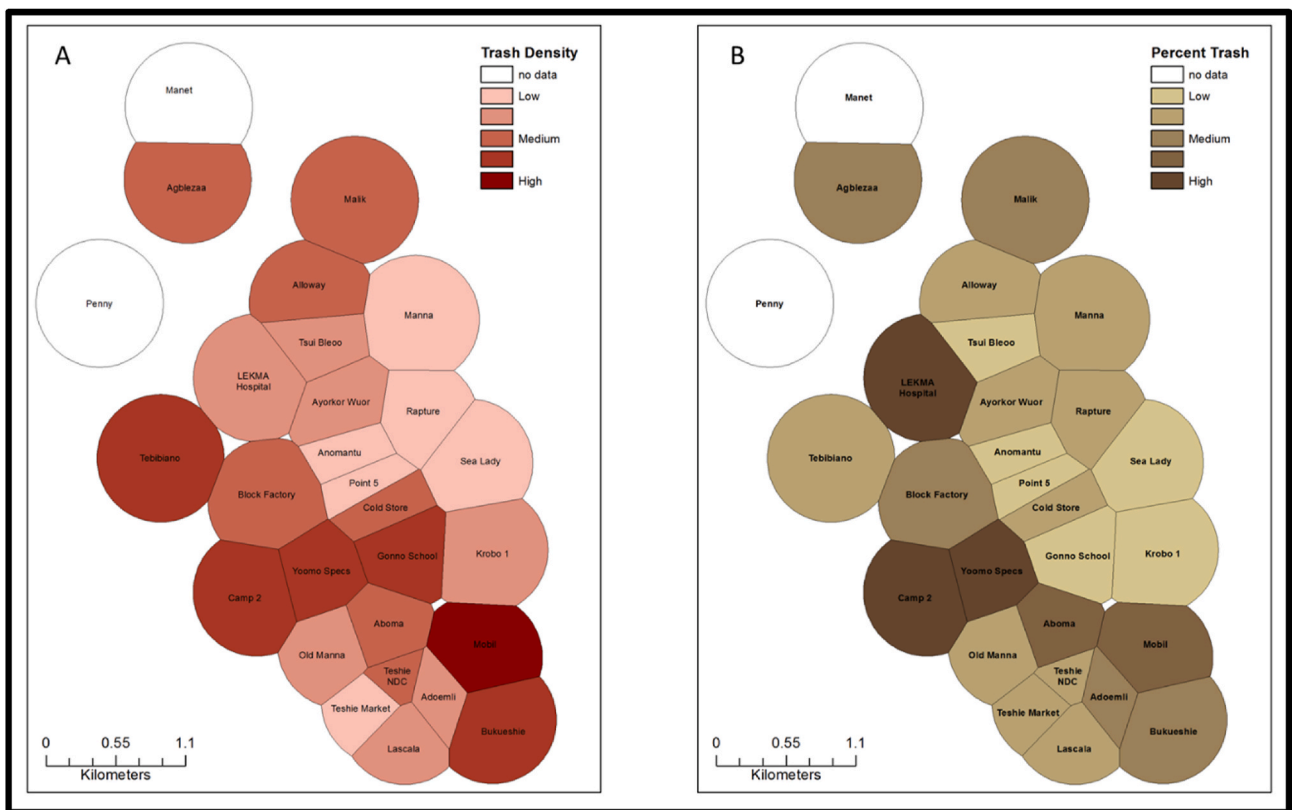 A
Trash Density
no data
Low
Medium
High
Manet
Agblezaa
Malik
Penny
Alloway
Manna
Tsui Bleoo
LEKMA
Hospital
Ayorkor Wuor
Rapture
Tebibiano
Anomantu
Sea Lady
Point 5
Block Factory
Cold Store
Gonno School
Krobo 1
Yoomo Specs
Camp 2
Aboma
Mobil
Old Manna
Teshie
NDC
Adoemli
Teshie Market
Bukueshie
Lascala
0 0.55 1.1
Kilometers
B
Percent Trash
no data
Low
Medium
High
Manet
Agblezaa
Malik
Penny
Alloway
Manna
Tsui Bleoo
LEKMA
Hospital
Ayorkor Wuor
Rapture
Tebibiano
Anomantu
Sea Lady
Point 5
Block Factory
Cold Store
Gonno School
Krobo 1
Yoomo Specs
Camp 2
Aboma
Mobil
Old Manna
Teshie
NDC
Adoemli
Teshie Market
Bukueshie
Lascala
0 0.55 1.1
Kilometers